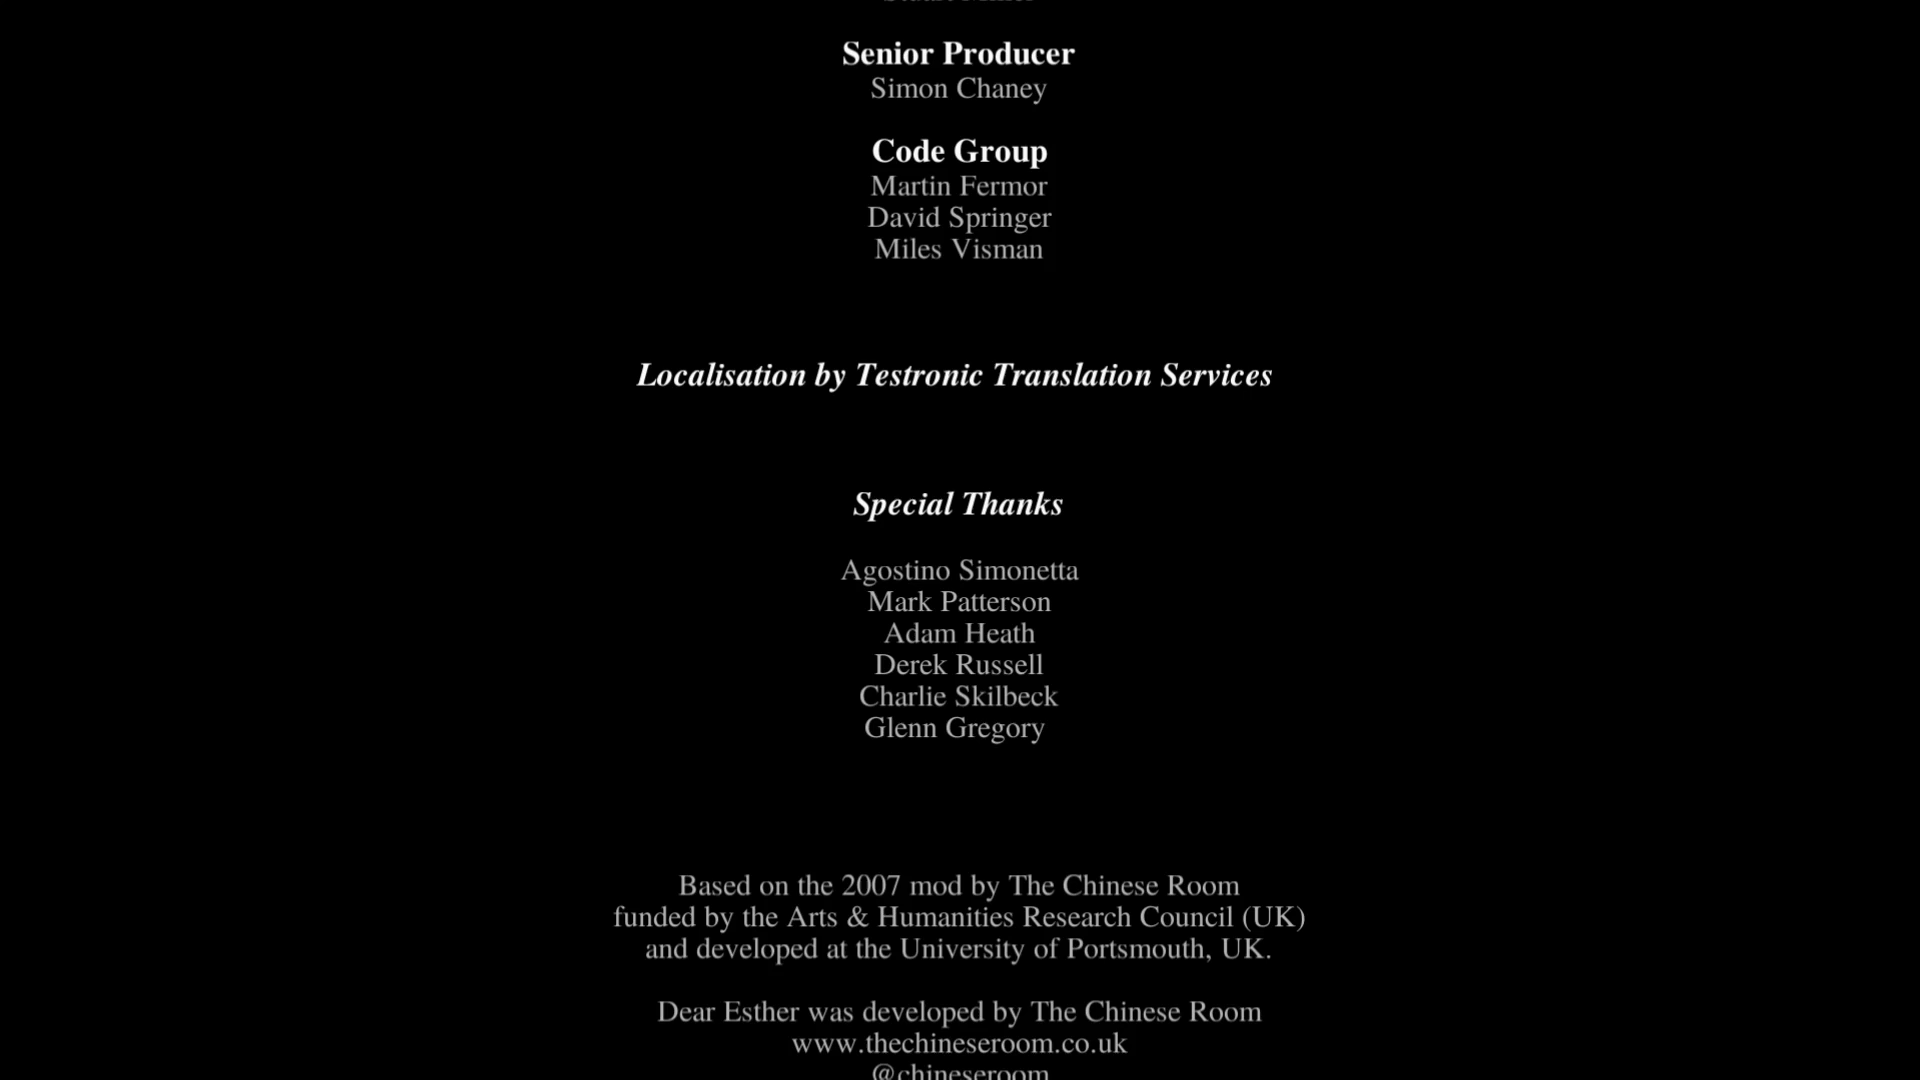 Senior Producer
Simon Chaney
Code Group
Martin Fermor
David Springer
Miles Visman
Localisation by Testronic Translation Services
Special Thanks
Agostino Simonetta
Mark Patterson
Adam Heath
Derek Russell
Charlie Skilbeck
Glenn Gregory
Based on the 2007 mod by The Chinese Room
funded by the Arts & Humanities Research Council (UK)
and developed at the University of Portsmouth, UK.
Dear Esther was developed by The Chinese Room
www.thechineseroom.co.uk
@chineseroom